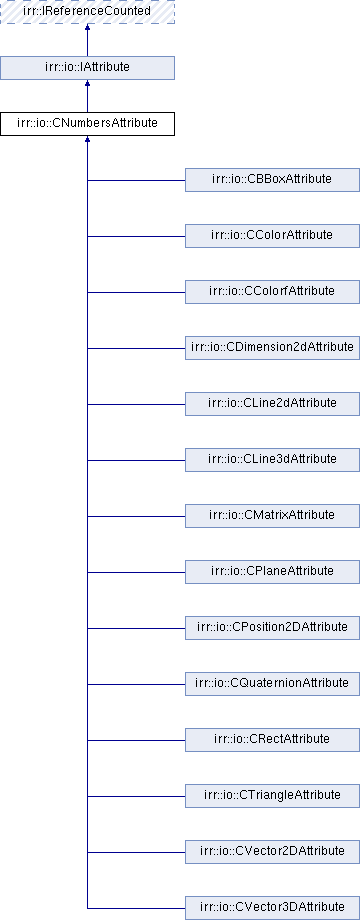 irr::IReferenceCounted
irr::io::IAttribute
irr::io::CNumbersAttribute
irr::io::CBBoxAttribute
irr::io::CColorAttribute
irr::io::CColorfAttribute
irr::io::CDimension2dAttribute
irr::io::CLine2dAttribute
irr::io::CLine3dAttribute
irr::io::CMatrixAttribute
irr::io::CPlaneAttribute
irr::io::CPosition2DAttribute
irr::io::CQuaternionAttribute
irr::io::CRectAttribute
irr::io::CTriangleAttribute
irr::io::CVector2DAttribute
irr::io::CVector3DAttribute